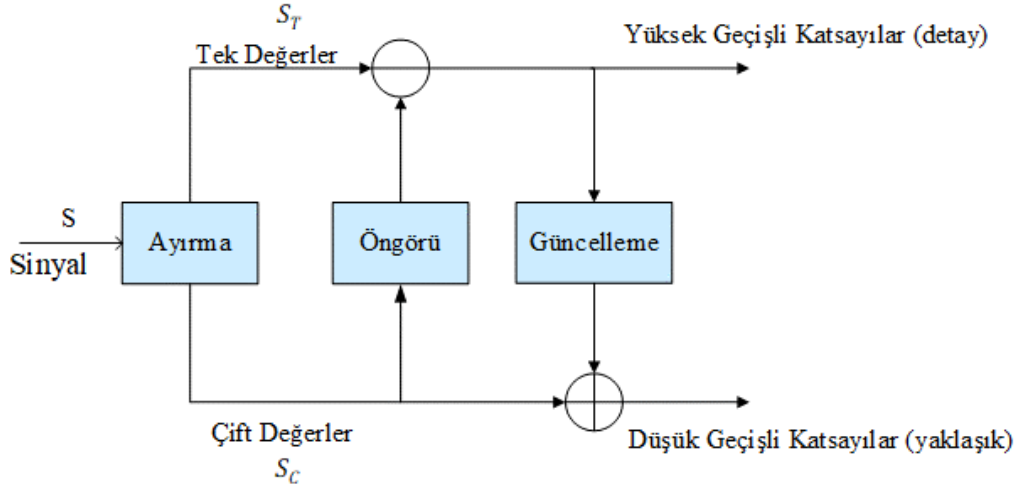 S_T
Tek Değerler
Yüksek Geçişli Katsayılar (detay)
S
Sinyal
Ayırma
Öngörü
Güncelleme
Çift Değerler
S_C
Düşük Geçişli Katsayılar (yaklaşık)